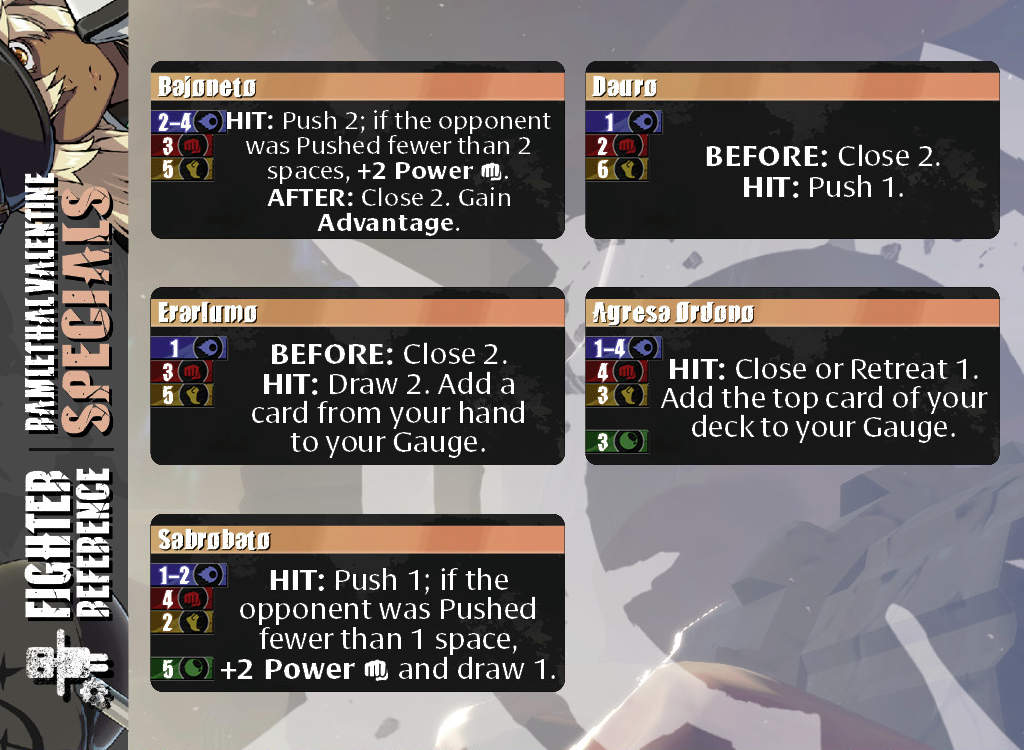 RAMLETHAL VALENTINE
SPECIALS
FIGHTER
REFERENCE
Bajoneto
2–4
3
5
HIT: Push 2; if the opponent
was Pushed fewer than 2
spaces, +2 Power.
AFTER: Close 2. Gain
Advantage.
Dauro
1
2
6
BEFORE: Close 2.
HIT: Push 1.
Erarlumo
1
3
5
BEFORE: Close 2.
HIT: Draw 2. Add a
card from your hand
to your Gauge.
Agresa Ordono
1–4
4
3
3
HIT: Close or Retreat 1.
Add the top card of your
deck to your Gauge.
Sabrobato
1–2
4
2
5
HIT: Push 1; if the
opponent was Pushed
fewer than 1 space,
+2 Power and draw 1.